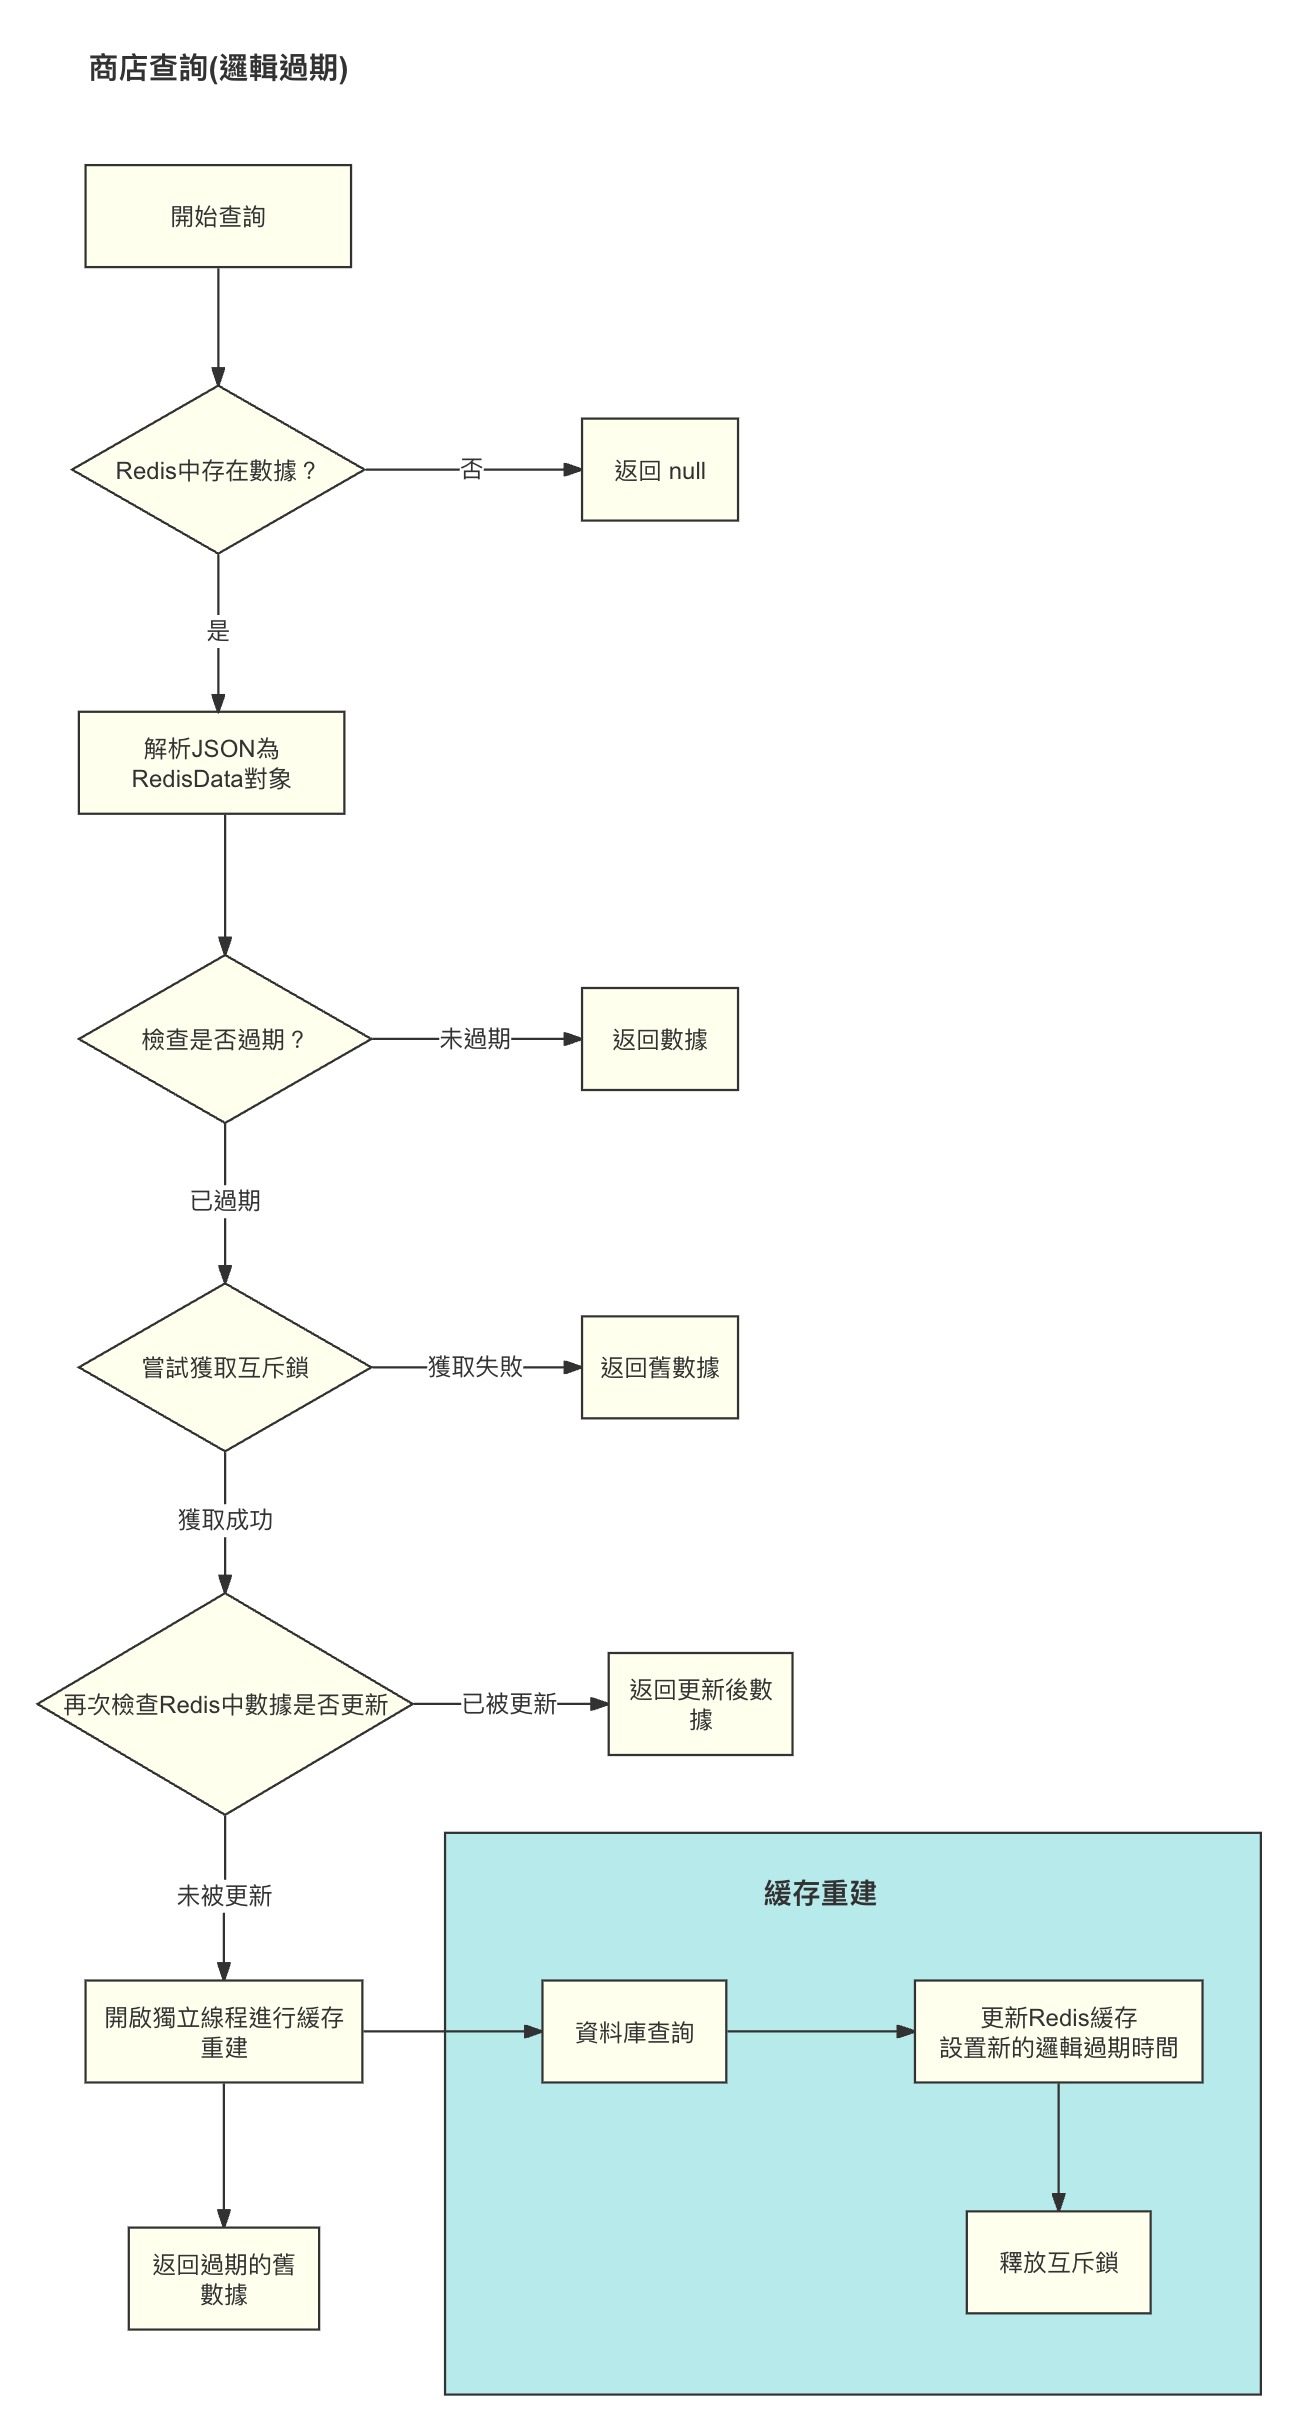 商店查詢(邏輯過期)
開始查詢
Redis中存在數據？
否
返回 null
是
解析JSON為
RedisData對象
檢查是否過期？
未過期
返回數據
已過期
嘗試獲取互斥鎖
獲取失敗
返回舊數據
獲取成功
再次檢查Redis中數據是否更新
已被更新
返回更新後數
據
未被更新
緩存重建
開啟獨立線程進行緩存
重建
資料庫查詢
更新Redis緩存
設置新的邏輯過期時間
返回過期的舊
數據
釋放互斥鎖